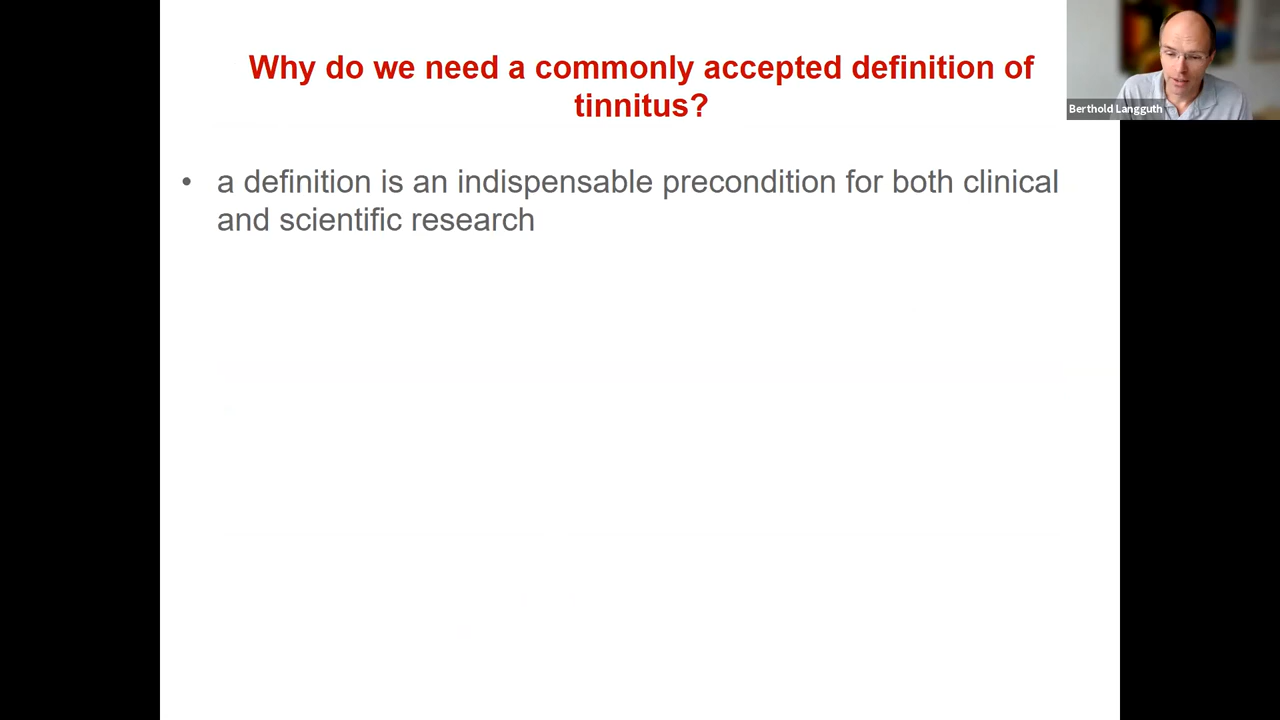 Why do we need a commonly accepted definition of
tinnitus?
Berthold Langguth
• a definition is an indispensable precondition for both clinical
and scientific research